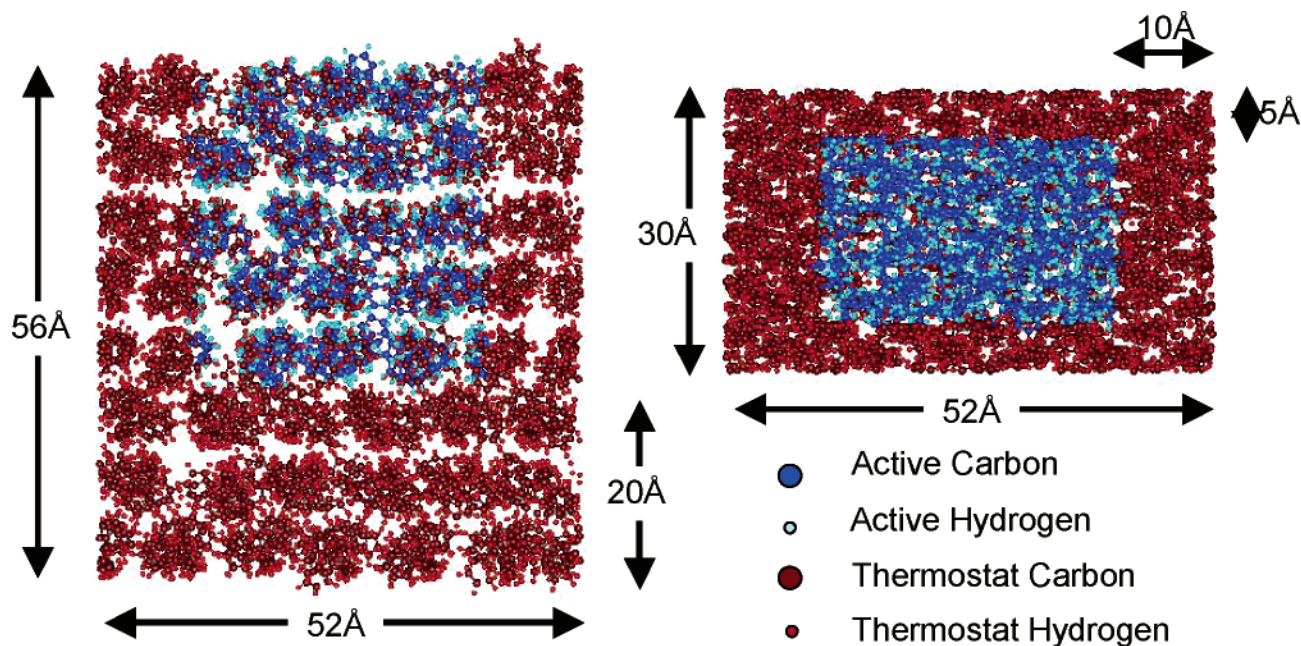 10Å
5Å
30Å
56Å
52Å
20Å
52Å
Active Carbon
Active Hydrogen
Thermostat Carbon
Thermostat Hydrogen